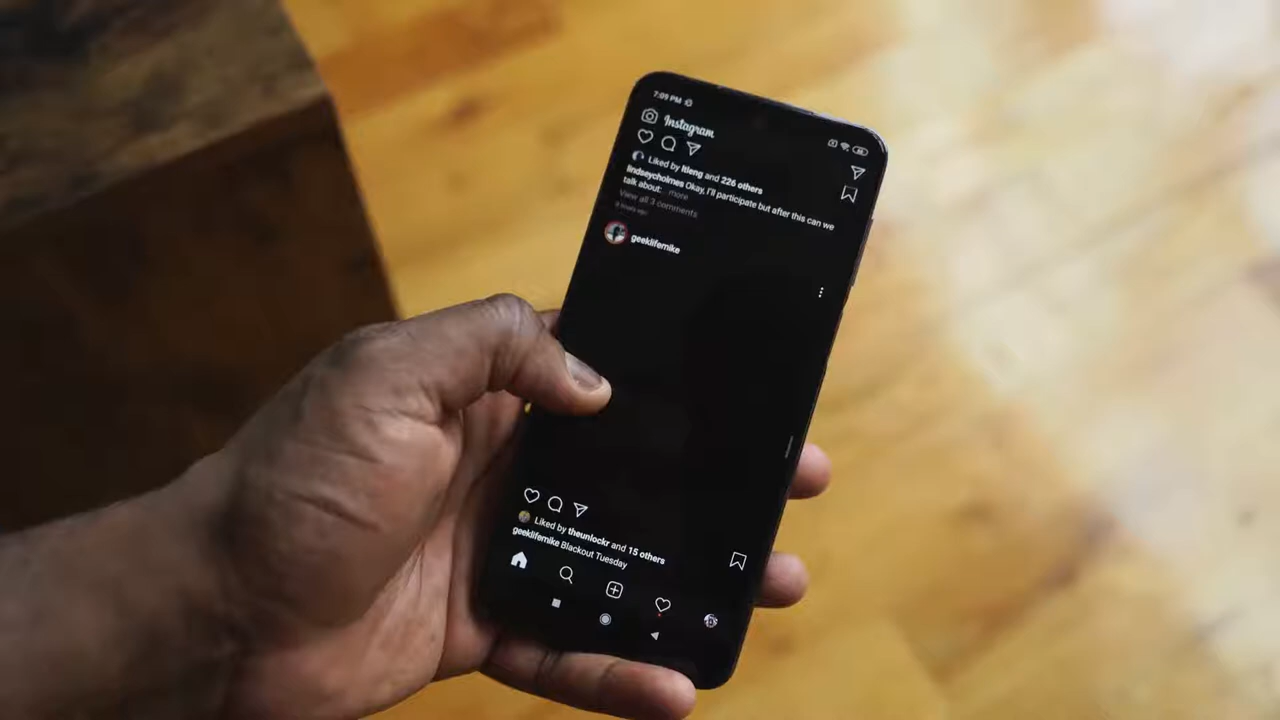 7:09 PM
Instagram
Liked by ltleng and 226 others
lindseycholmes Okay, I'll participate but after this can we
talk about: more
View all 3 comments
geeklifemike
Liked by theunlockr and 15 others
geeklifemike Blackout Tuesday